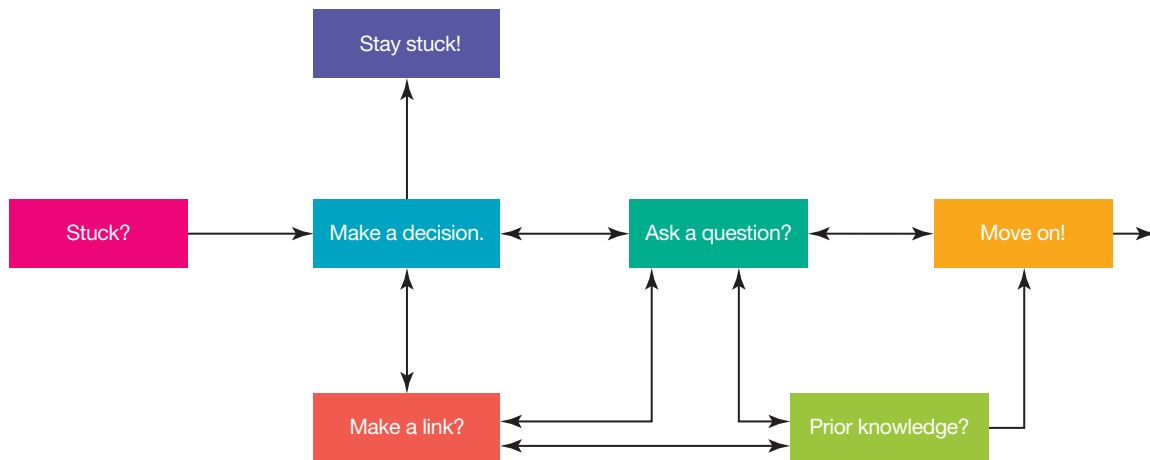 Stay stuck!
Stuck?
Make a decision.
Ask a question?
Move on!
Make a link?
Prior knowledge?